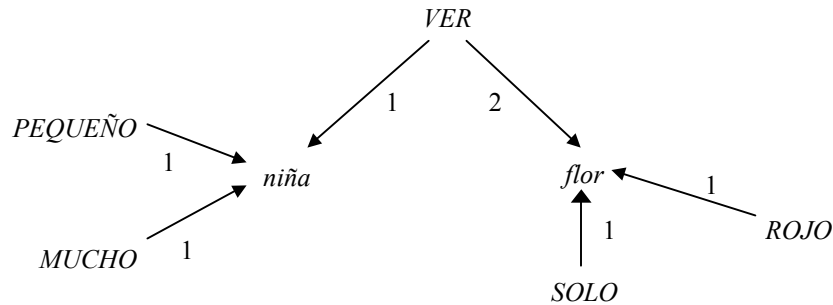 VER
1 2
PEQUEÑO
1
niña
flor
1
MUCHO
1
1
ROJO
SOLO